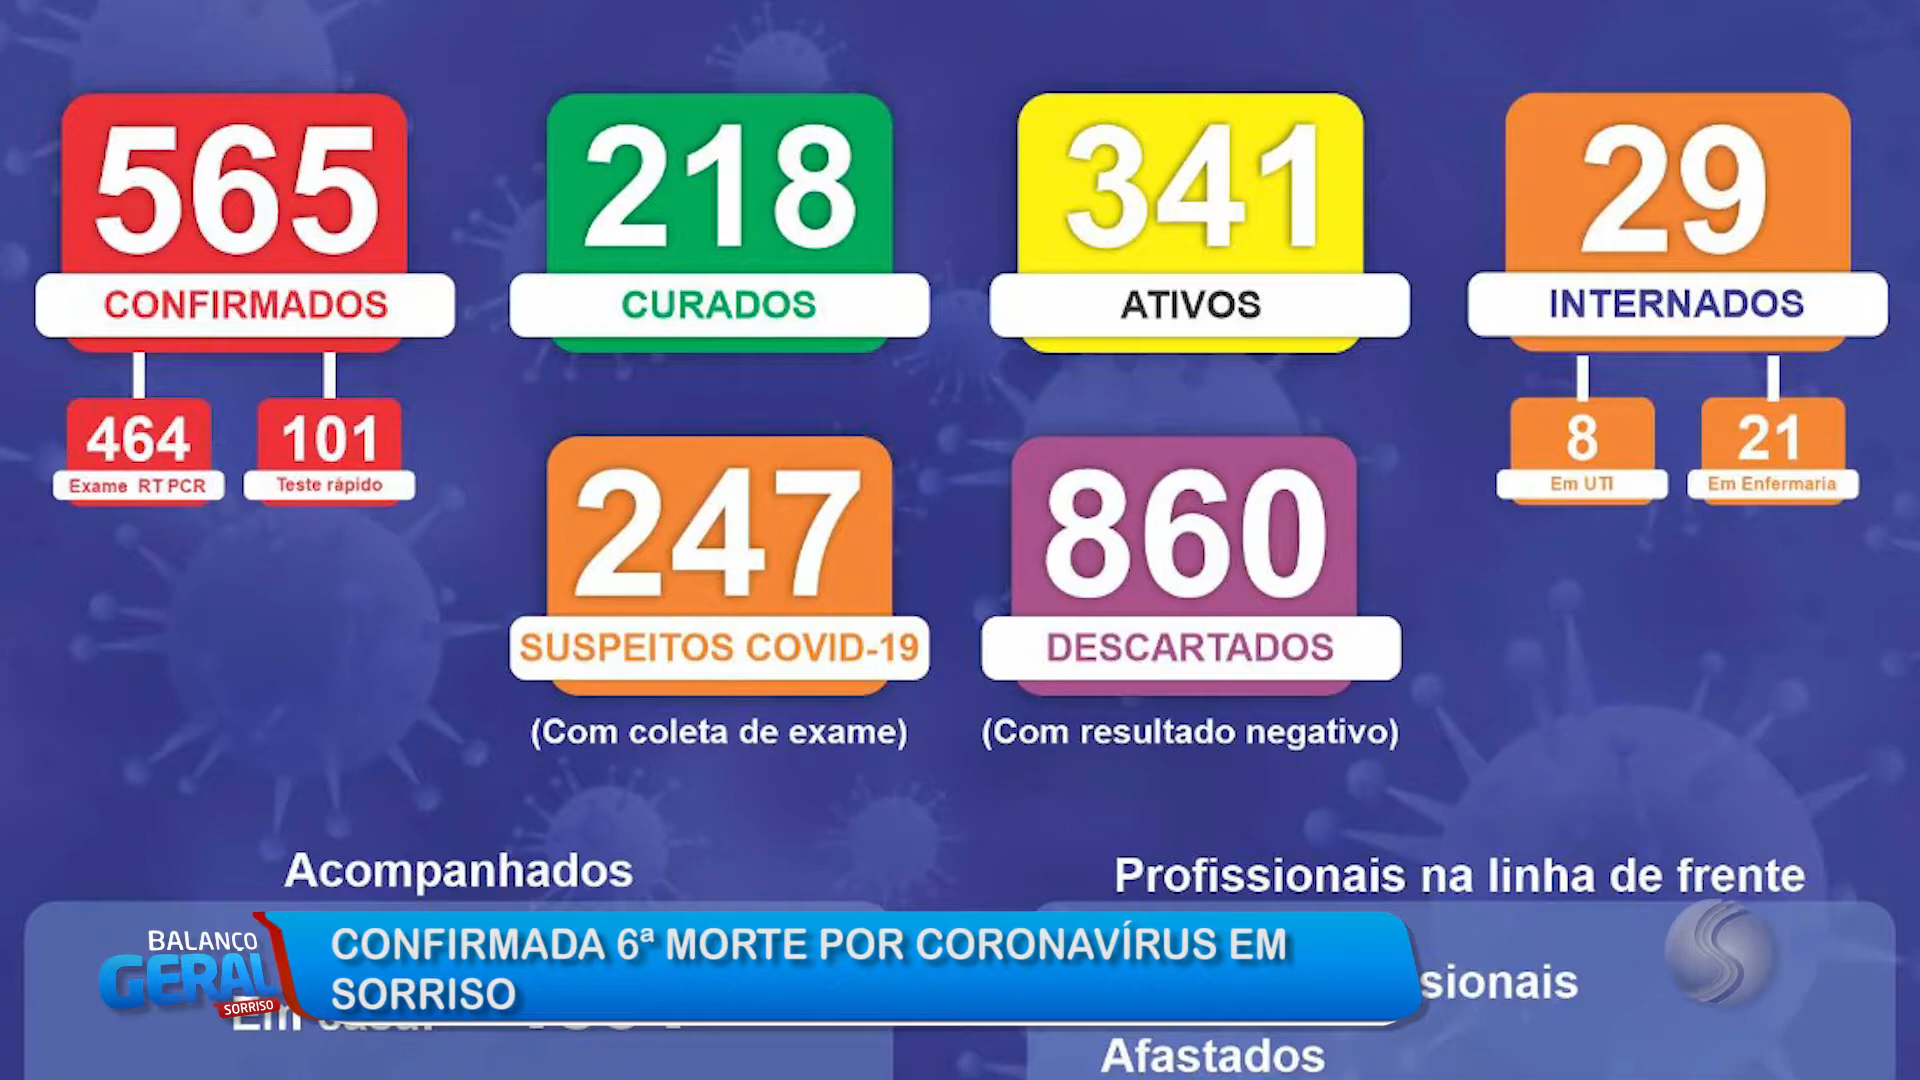 565
CONFIRMADOS
464
Exame RT PCR
101
Teste rápido
218
CURADOS
341
ATIVOS
29
INTERNADOS
8
Em UTI
21
Em Enfermaria
247
SUSPEITOS COVID-19
(Com coleta de exame)
860
DESCARTADOS
(Com resultado negativo)
Acompanhados
Profissionais na linha de frente
BALANÇO
GERAL
SORRISO
CONFIRMADA 6ª MORTE POR CORONAVÍRUS EM
SORRISO
sionais
Afastados